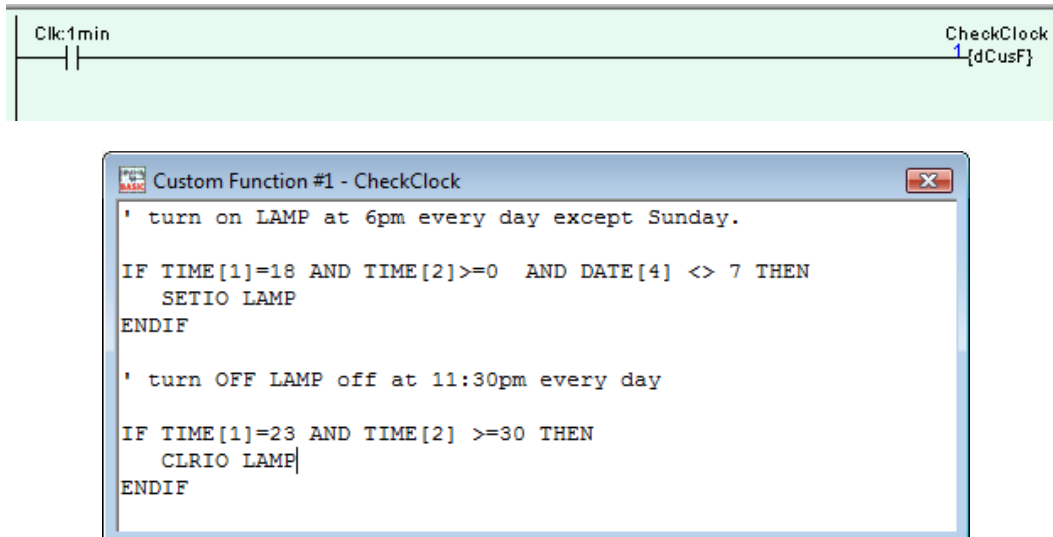 Clk:1min
CheckClock
1 {dCusF}
Custom Function #1 - CheckClock
' turn on LAMP at 6pm every day except Sunday.
IF TIME[1]=18 AND TIME[2]>=0  AND DATE[4] <> 7 THEN
   SETIO LAMP
ENDIF
' turn OFF LAMP off at 11:30pm every day
IF TIME[1]=23 AND TIME[2] >=30 THEN
   CLRIO LAMP
ENDIF